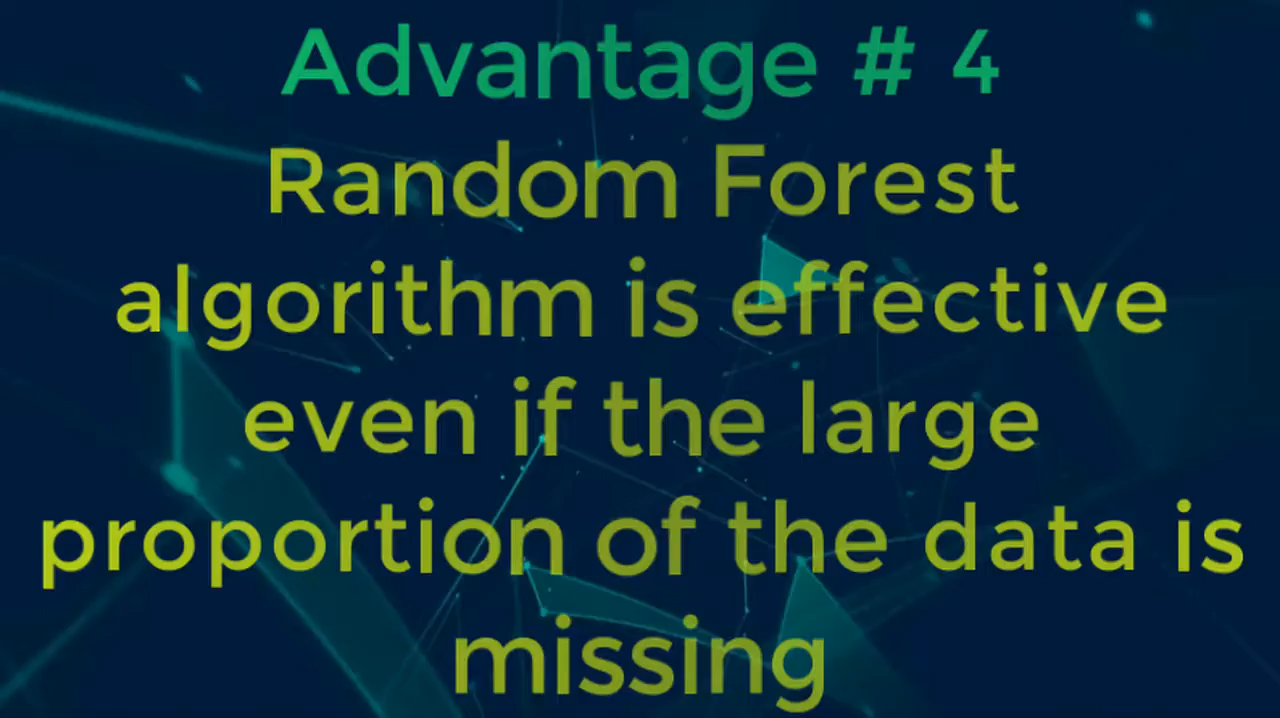 Advantage # 4
Random Forest
algorithm is effective
even if the large
proportion of the data is
missing